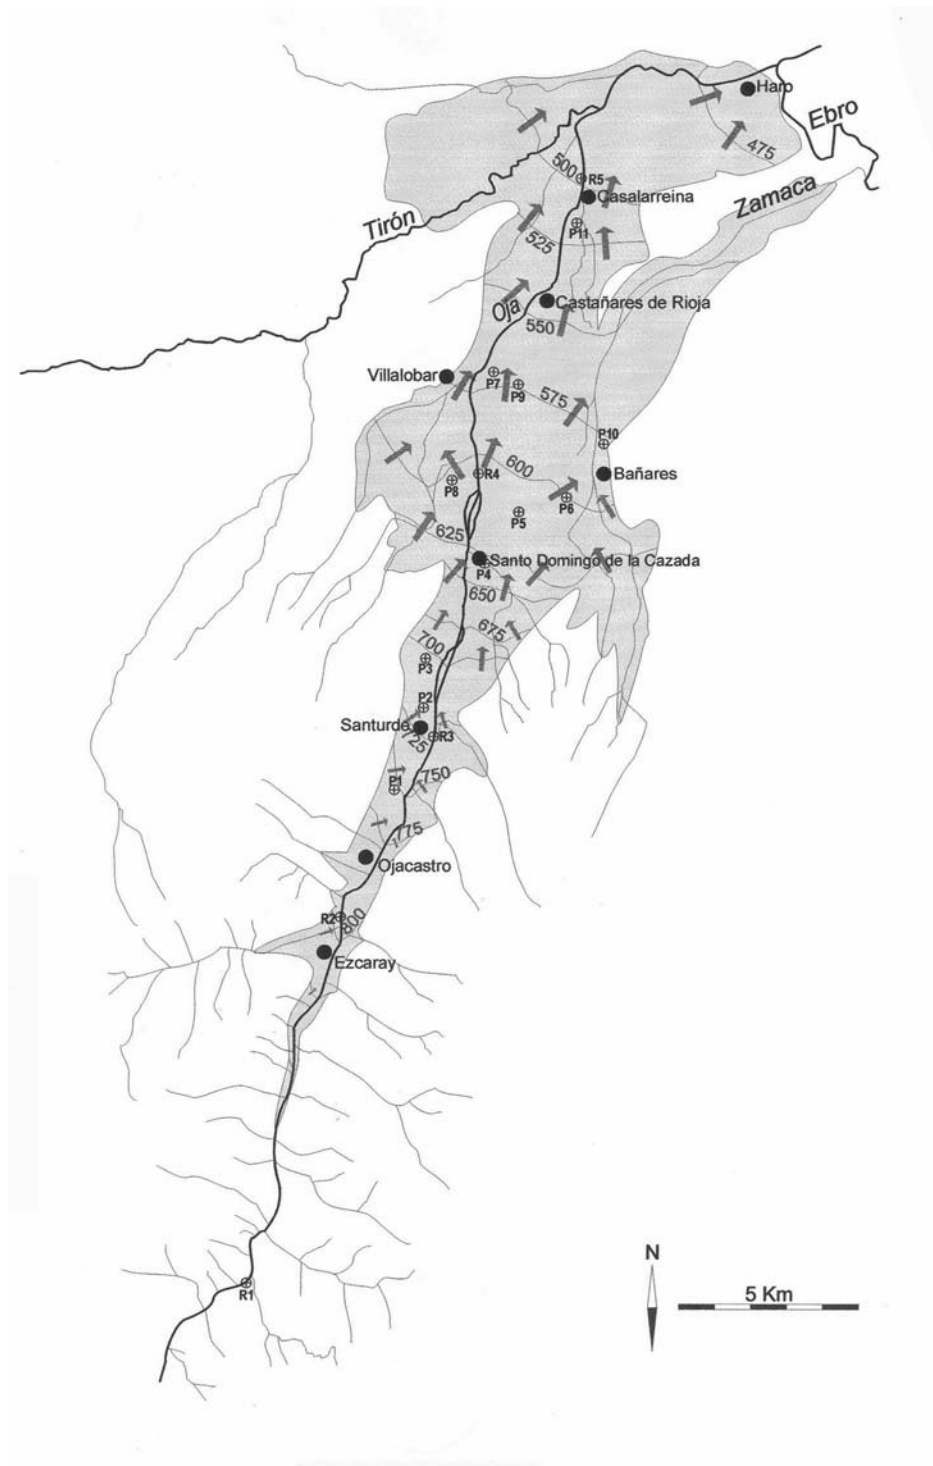 Haro
Ebro
475
500
R5
Casalarreina
Zamaca
Tirón
P11
525
Oja
Castañares de Rioja
550
Villalobar
P7
P9
575
P10
600
R4
Bañares
P8
P6
P5
625
Santo Domingo de la Cazada
P4
650
675
700
P3
P2
Santurde
725
R3
750
P1
775
Ojacastro
R2
800
Ezcaray
N
5 Km
R1